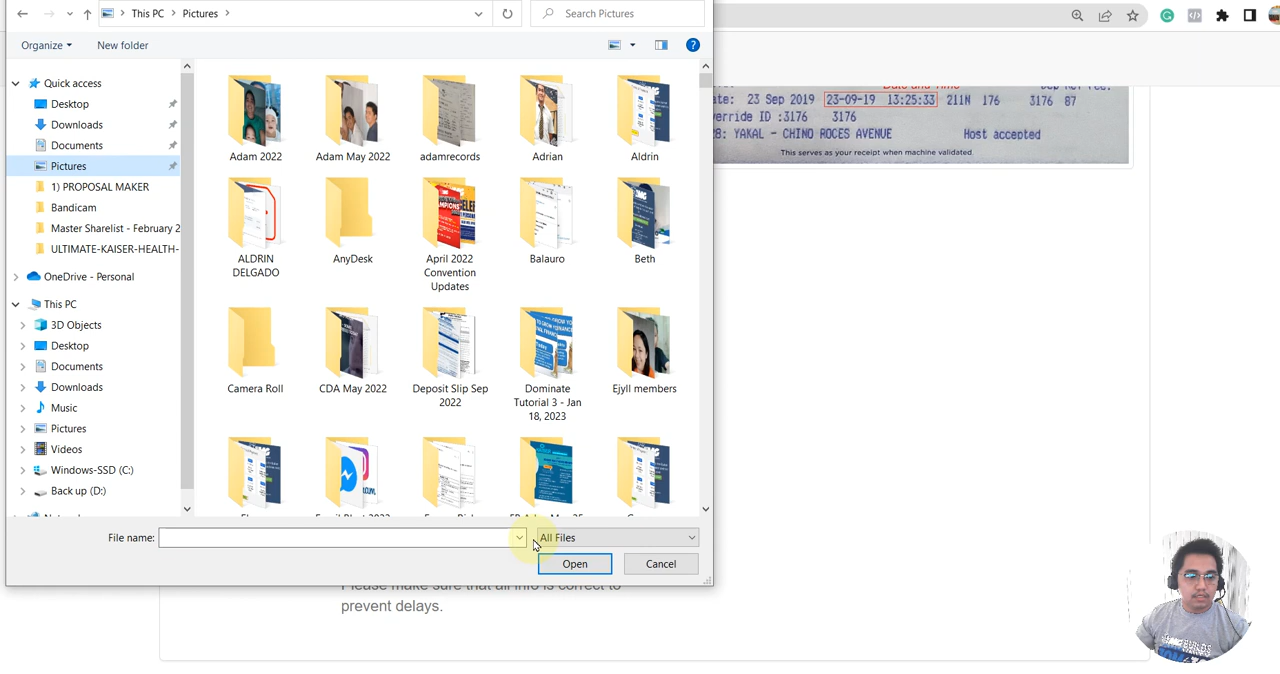 This PC
Pictures
Search Pictures
Organize
New folder
Quick access
Desktop
Downloads
Documents
Pictures
1) PROPOSAL MAKER
Bandicam
Master Sharelist - February 2
ULTIMATE-KAISER-HEALTH-
OneDrive - Personal
This PC
3D Objects
Desktop
Documents
Downloads
Music
Pictures
Videos
Windows-SSD (C:)
Back up (D:)
Adam 2022
Adam May 2022
adamrecords
Adrian
Aldrin
ALDRIN
DELGADO
AnyDesk
April 2022
Convention
Updates
Balauro
Beth
Camera Roll
CDA May 2022
Deposit Slip Sep
2022
Dominate
Tutorial 3 - Jan
18, 2023
Ejyll members
File name:
All Files
Open
Cancel
Date and Time
ate: 23 Sep 2019 23-09-19 13:25:33 211N 176 3176 87
erride ID :3176 3176
28: YAKAL - CHINO ROCES AVENUE Host accepted
This serves as your receipt when machine validated.
Please make sure that all info is correct to
prevent delays.